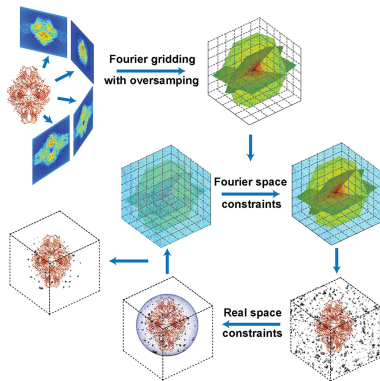 Fourier gridding
with oversamping
Fourier space
constraints
Real space
constraints